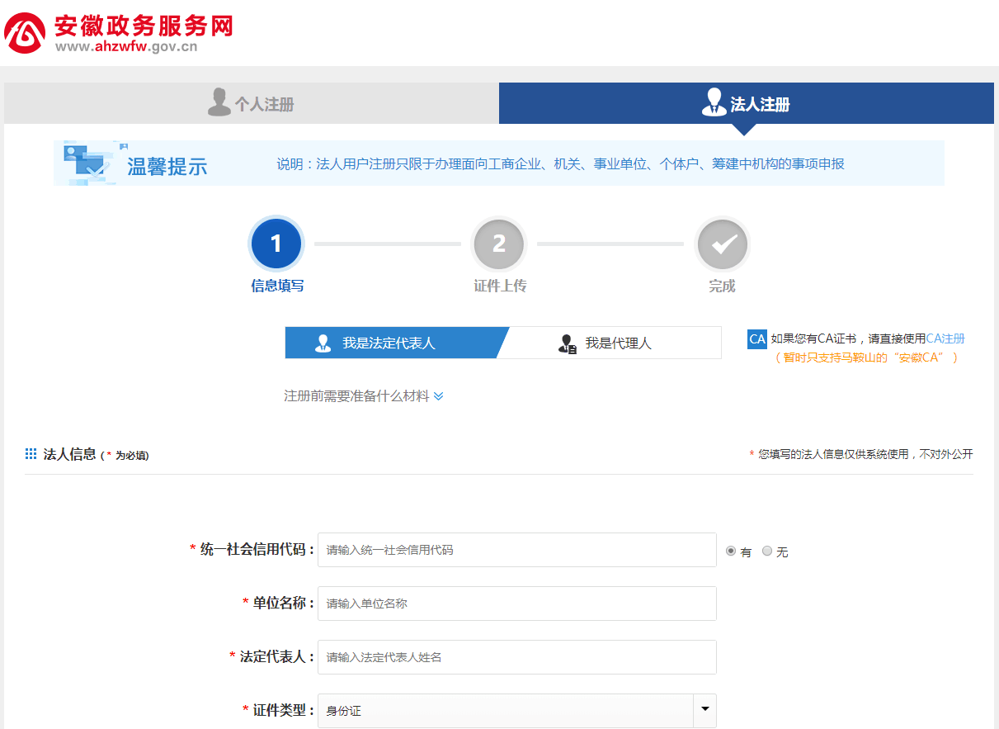 安徽政务服务网
www.ahzwfw.gov.cn
个人注册
法人注册
温馨提示
说明：法人用户注册只限于办理面向工商企业、机关、事业单位、个体户、筹建中机构的事项申报
1
2
信息填写
证件上传
完成
我是法定代表人
我是代理人
CA 如果您有CA证书，请直接使用CA注册
（暂时只支持马鞍山的“安徽CA” ）
注册前需要准备什么材料
法人信息 (* 为必填)
* 您填写的法人信息仅供系统使用，不对外公开
* 统一社会信用代码： 请输入统一社会信用代码 有 无
* 单位名称： 请输入单位名称
* 法定代表人： 请输入法定代表人姓名
* 证件类型： 身份证